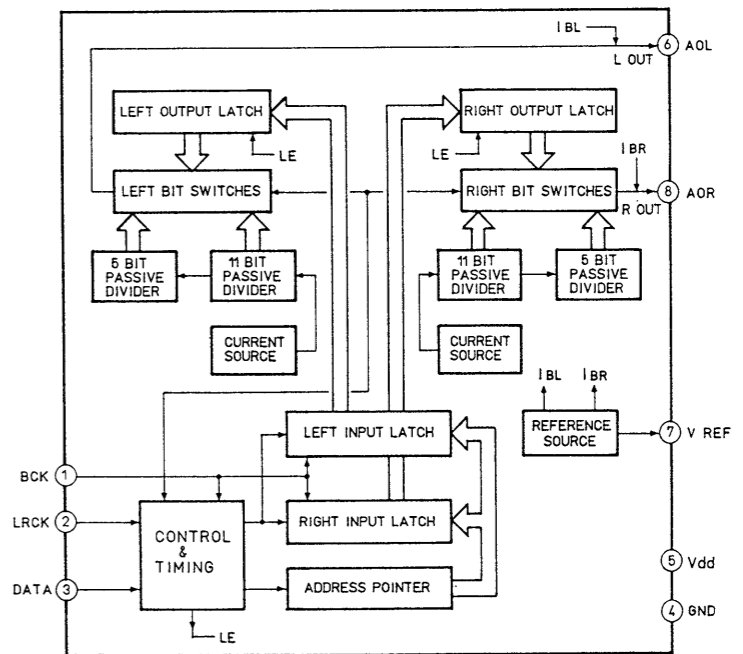 I BL
6 AOL
L OUT
LEFT OUTPUT LATCH
RIGHT OUTPUT LATCH
LE
LE
I BR
LEFT BIT SWITCHES
RIGHT BIT SWITCHES
8 AOR
R OUT
5 BIT
PASSIVE
DIVIDER
11 BIT
PASSIVE
DIVIDER
11 BIT
PASSIVE
DIVIDER
5 BIT
PASSIVE
DIVIDER
CURRENT
SOURCE
CURRENT
SOURCE
I BL
I BR
LEFT INPUT LATCH
REFERENCE
SOURCE
7 V REF
BCK 1
LRCK 2
RIGHT INPUT LATCH
CONTROL
&
TIMING
5 Vdd
DATA 3
ADDRESS POINTER
4 GND
LE